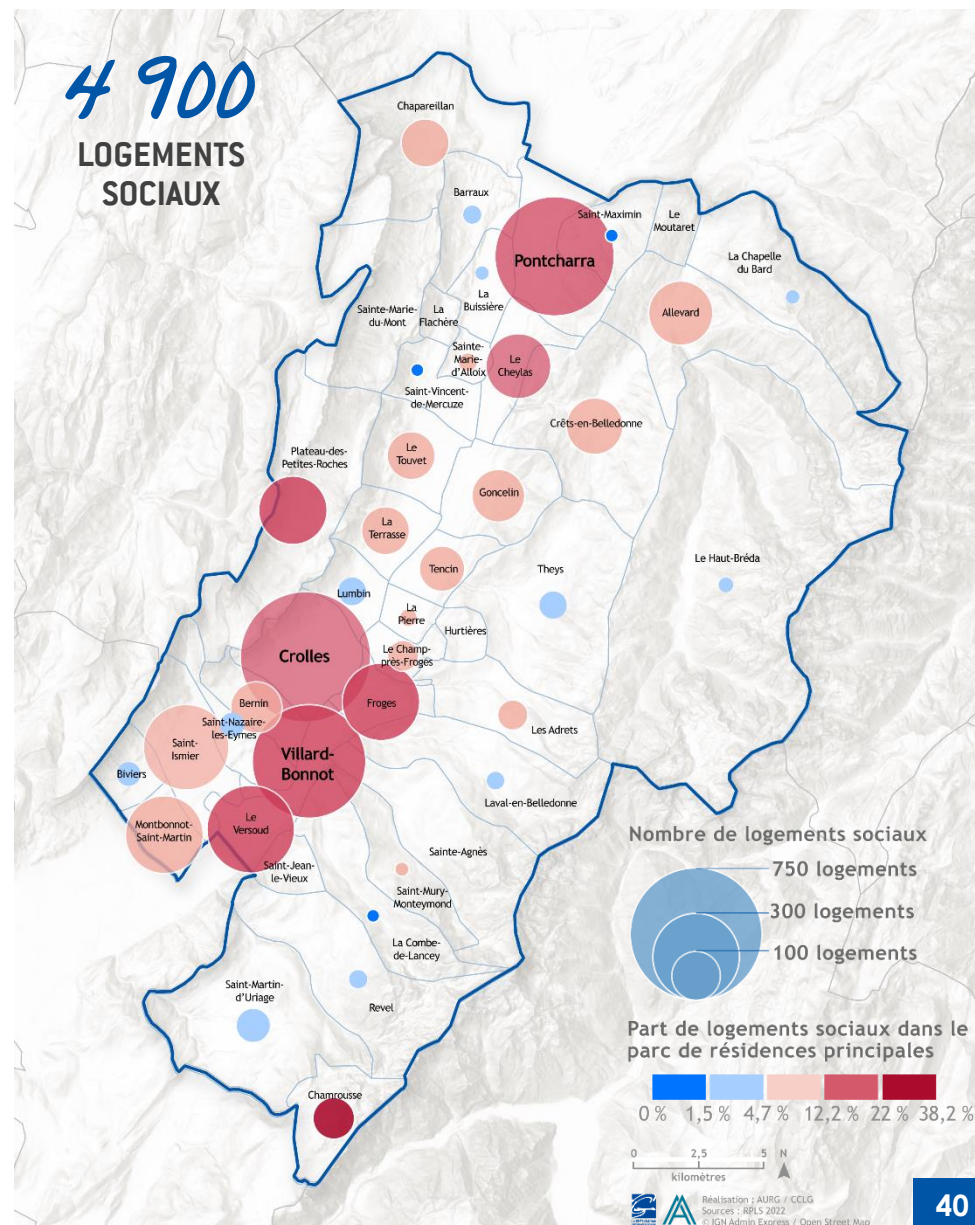 4 900
LOGEMENTS
SOCIAUX
Chapareillan
Barraux
Saint-Maximin
Le
Moutaret
La Chapelle
du Bard
Pontcharra
La
Buissière
Sainte-Marie-
du-Mont
La
Flachère
Allevard
Sainte-
Marie-
d'Alloix
Le
Cheylas
Saint-Vincent-
de-Mercuze
Crêts-en-Belledonne
Plateau-des-
Petites-Roches
Le
Touvet
Goncelin
La
Terrasse
Tencin
Theys
Le Haut-Bréda
Lumbin
La
Pierre
Hurtières
Crolles
Le Champ-
près-Froges
Bernin
Froges
Saint-Nazaire-
les-Eymes
Les Adrets
Saint-
Ismier
Villard-
Bonnot
Biviers
Laval-en-Belledonne
Montbonnot-
Saint-Martin
Le
Versoud
Sainte-Agnès
Saint-Jean-
le-Vieux
Saint-Mury-
Monteymond
La Combe-
de-Lancey
Saint-Martin-
d'Uriage
Revel
Chamrousse
Nombre de logements sociaux
750 logements
300 logements
100 logements
Part de logements sociaux dans le
parc de résidences principales
0 % 1,5 % 4,7 % 12,2 % 22 % 38,2 %
0 2,5 5 N
kilomètres
Réalisation : AURG / CCLG
Sources : RPLS 2022
© IGN Admin Express / Open Street Map
40